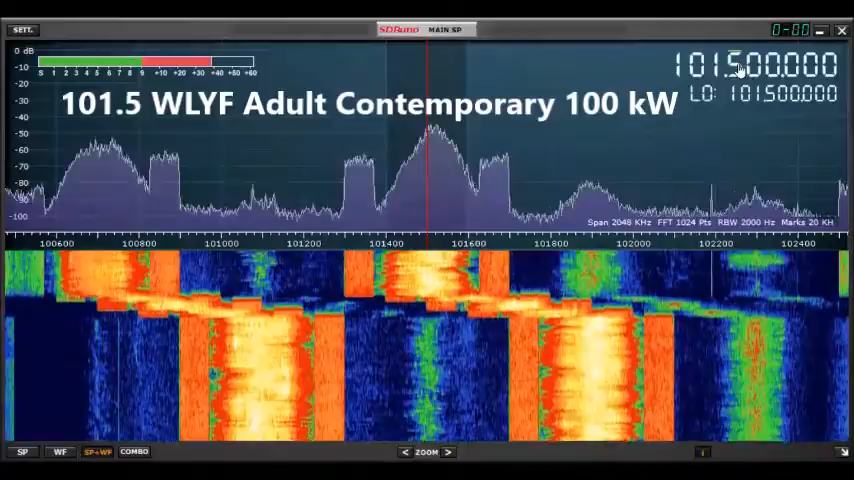 SETT. SDRuno MAIN SP 0-00
0 dB
-10
S 1 2 3 4 5 6 7 8 9 +10 +20 +30 +40 +50 +60
101.500.000
-20
-30
LO: 101.500.000
101.5 WLYF Adult Contemporary 100 kW
-40
-50
-60
-70
-80
-90
-100
Span 2048 KHz FFT 1024 Pts RBW 2000 Hz Marks 20 KH
100600 100800 101000 101200 101400 101600 101800 102000 102200 102400
SP WF SP+WF COMBO < ZOOM > i